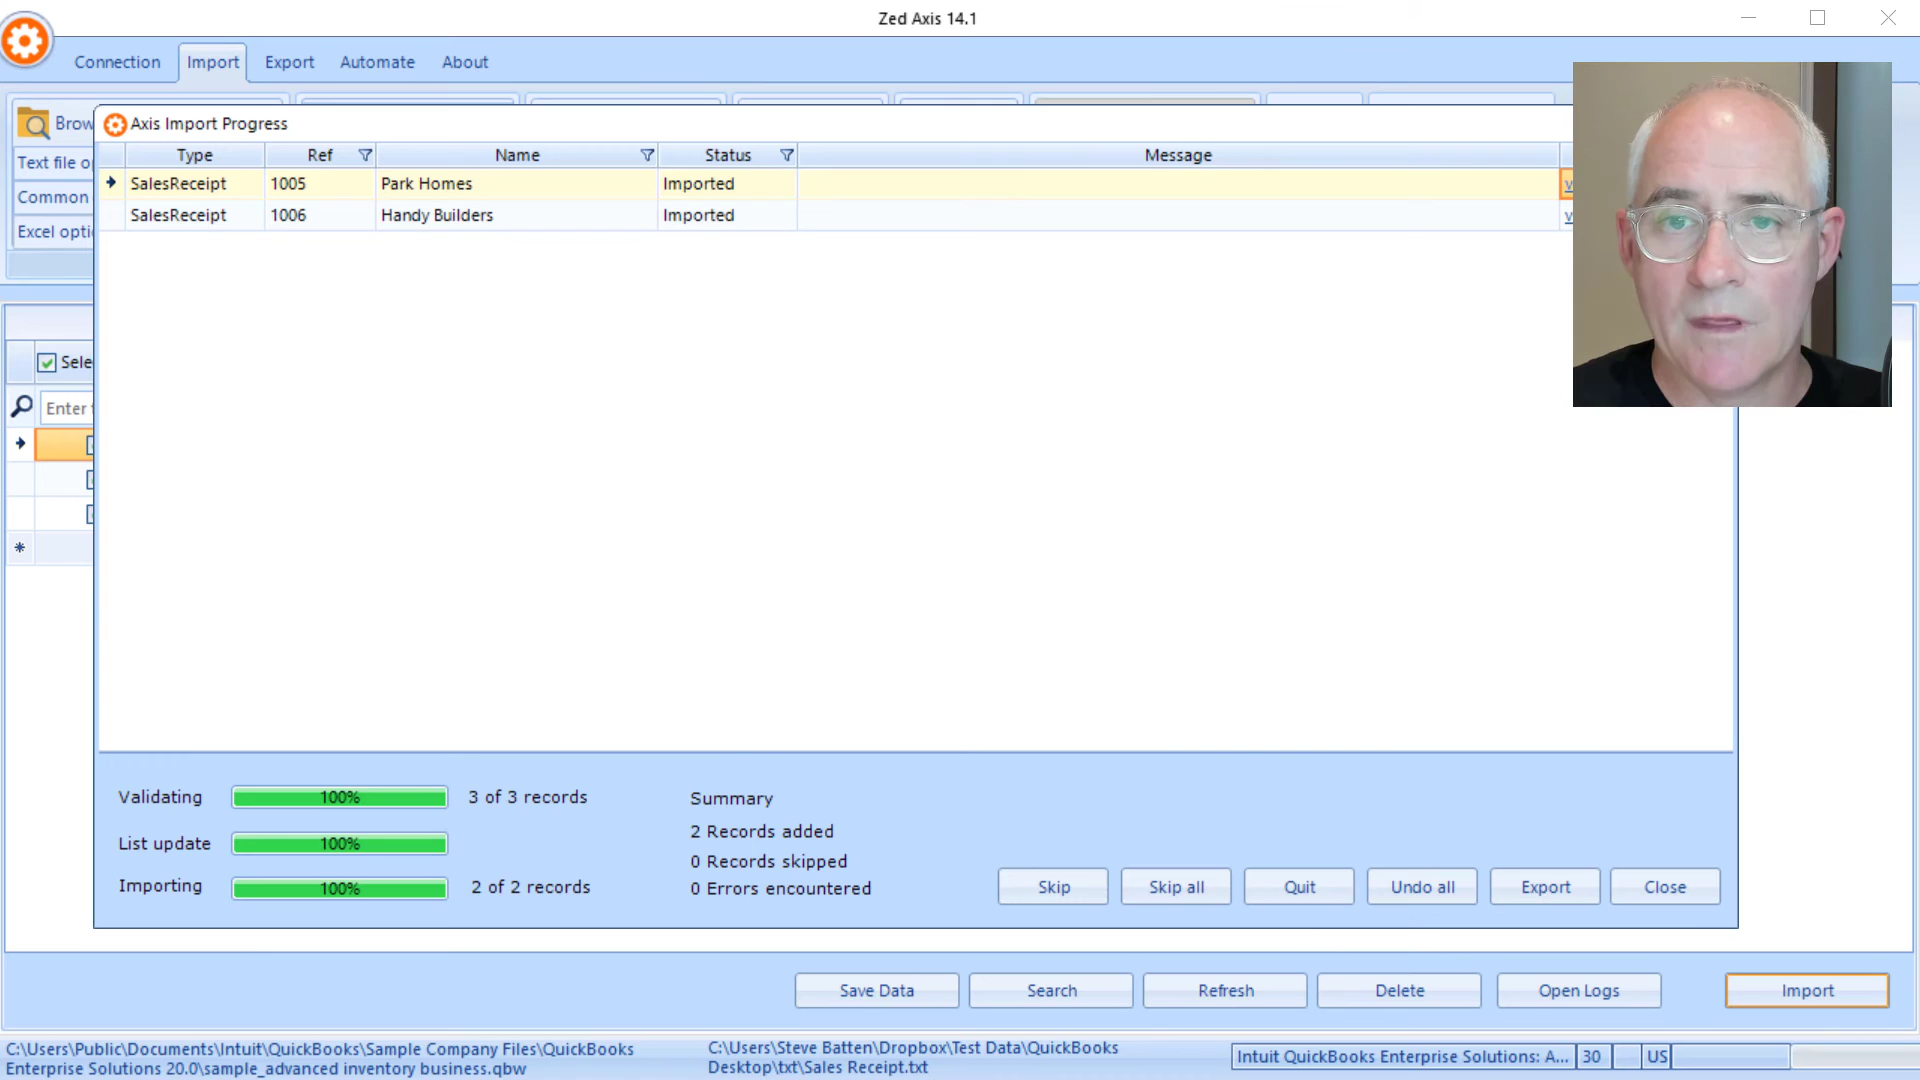 Zed Axis 14.1
Connection Import Export Automate About
Brow
Text file o
Common
Excel opti
Axis Import Progress
Type Ref Name Status Message
SalesReceipt 1005 Park Homes Imported
SalesReceipt 1006 Handy Builders Imported
Sele
Enter
Validating 100% 3 of 3 records
List update 100%
Importing 100% 2 of 2 records
Summary
2 Records added
0 Records skipped
0 Errors encountered
Skip Skip all Quit Undo all Export Close
Save Data Search Refresh Delete Open Logs Import
C:\Users\Public\Documents\Intuit\QuickBooks\Sample Company Files\QuickBooks
Enterprise Solutions 20.0\sample_advanced inventory business.qbw
C:\Users\Steve Batten\Dropbox\Test Data\QuickBooks
Desktop\txt\Sales Receipt.txt
Intuit QuickBooks Enterprise Solutions: A... 30 US